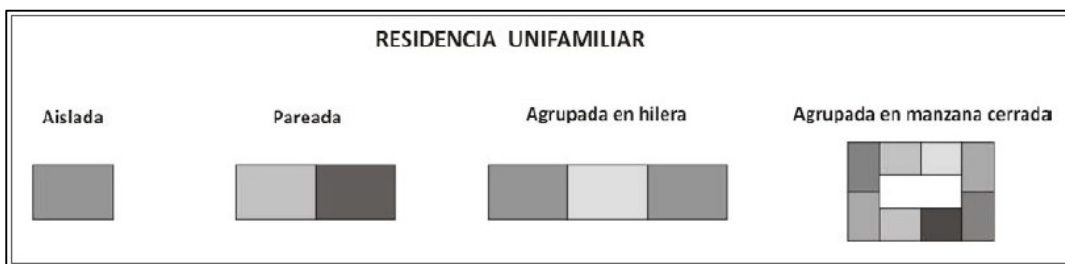 RESIDENCIA UNIFAMILIAR
Aislada
Pareada
Agrupada en hilera
Agrupada en manzana cerrada